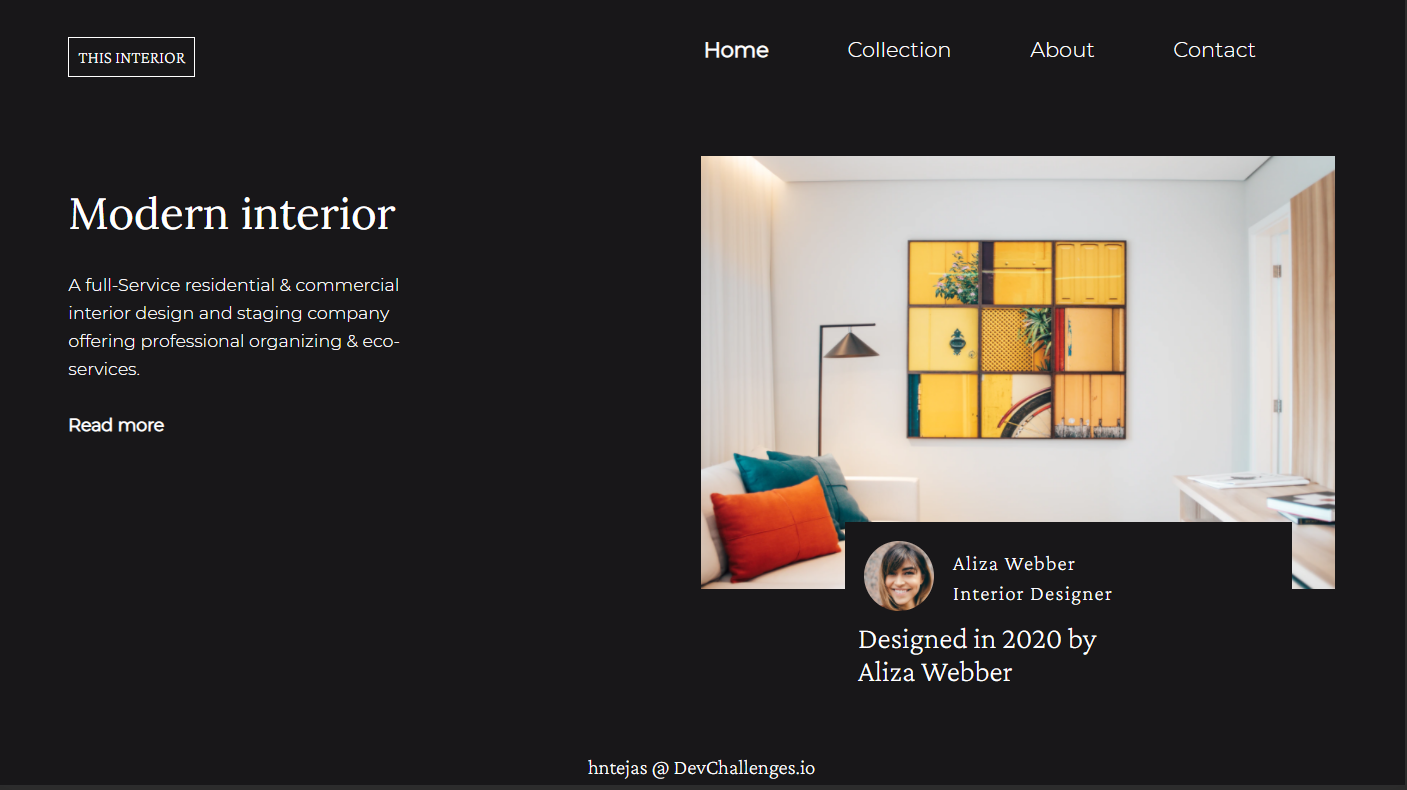 THIS INTERIOR
Home Collection About Contact
Modern interior
A full-Service residential & commercial
interior design and staging company
offering professional organizing & eco-
services.
Read more
Aliza Webber
Interior Designer
Designed in 2020 by
Aliza Webber
hntejas @ DevChallenges.io